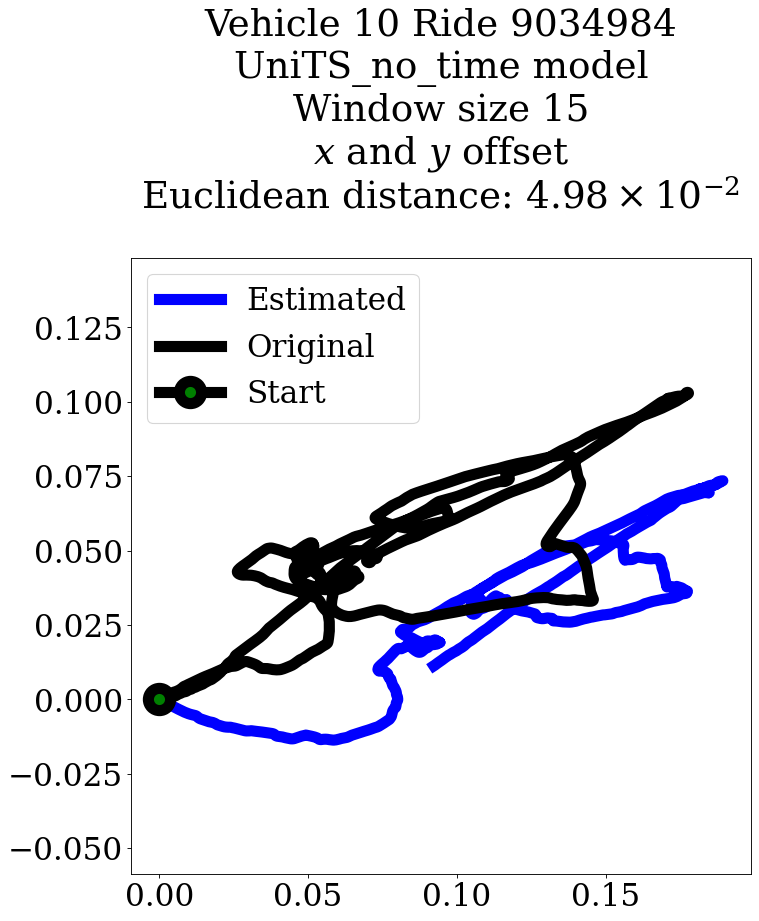 Vehicle 10 Ride 9034984
UniTS_no_time model
Window size 15
x and y offset
Euclidean distance: 4.98 × 10⁻²
Estimated
Original
Start
0.125
0.100
0.075
0.050
0.025
0.000
−0.025
−0.050
0.00 0.05 0.10 0.15